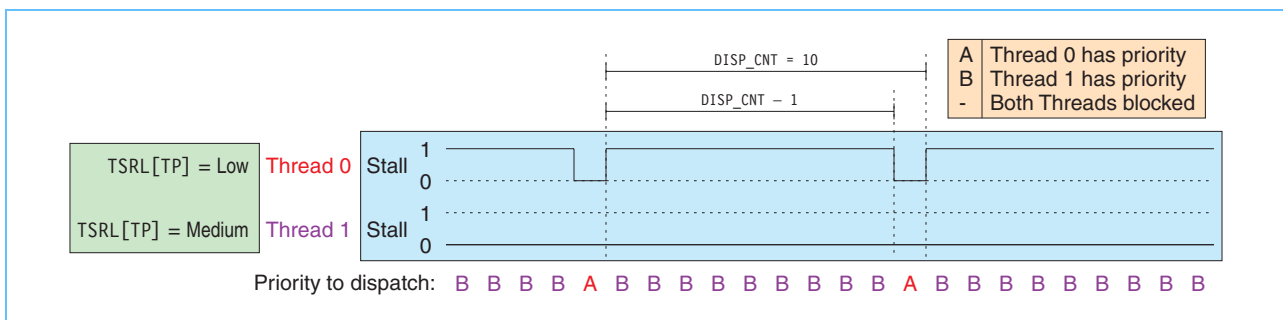 DISP_CNT = 10
DISP_CNT – 1
A Thread 0 has priority
B Thread 1 has priority
- Both Threads blocked
TSRL[TP] = Low Thread 0 Stall 1
0
TSRL[TP] = Medium Thread 1 Stall 1
0
Priority to dispatch: B B B B A B B B B B B B B B A B B B B B B B B B